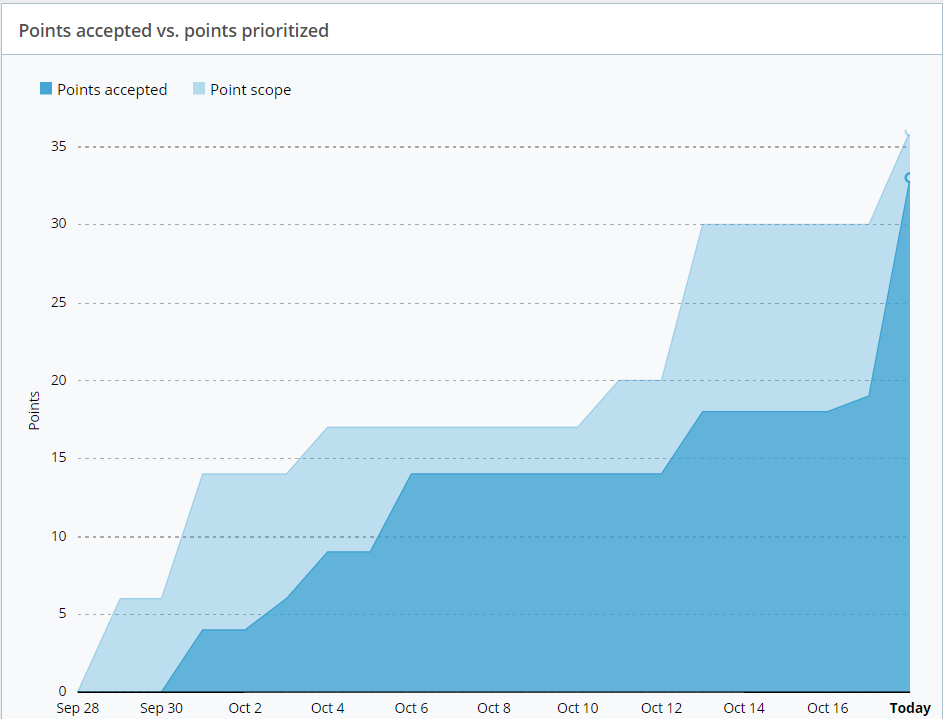 Points accepted vs. points prioritized
Points accepted Point scope
35
30
25
20
15
10
5
0
Points
Sep 28 Sep 30 Oct 2 Oct 4 Oct 6 Oct 8 Oct 10 Oct 12 Oct 14 Oct 16 Today